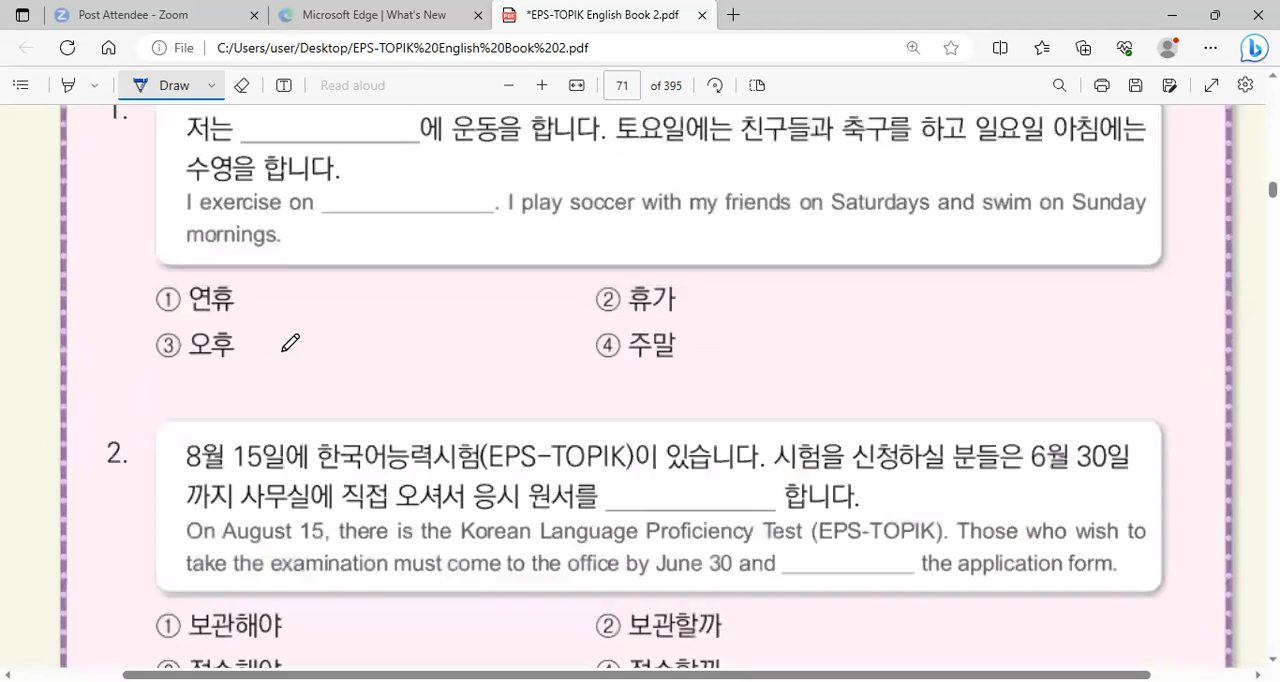 Post Attendee - Zoom
Microsoft Edge | What's New
*EPS-TOPIK English Book 2.pdf
File
C:/Users/user/Desktop/EPS-TOPIK%20English%20Book%202.pdf
Draw
Read aloud
71 of 395
1.
저는 ____________에 운동을 합니다. 토요일에는 친구들과 축구를 하고 일요일 아침에는
수영을 합니다.
I exercise on ____________. I play soccer with my friends on Saturdays and swim on Sunday
mornings.
① 연휴 ② 휴가
③ 오후 ④ 주말
2.
8월 15일에 한국어능력시험(EPS-TOPIK)이 있습니다. 시험을 신청하실 분들은 6월 30일
까지 사무실에 직접 오셔서 응시 원서를 ____________ 합니다.
On August 15, there is the Korean Language Proficiency Test (EPS-TOPIK). Those who wish to
take the examination must come to the office by June 30 and ____________ the application form.
① 보관해야 ② 보관할까